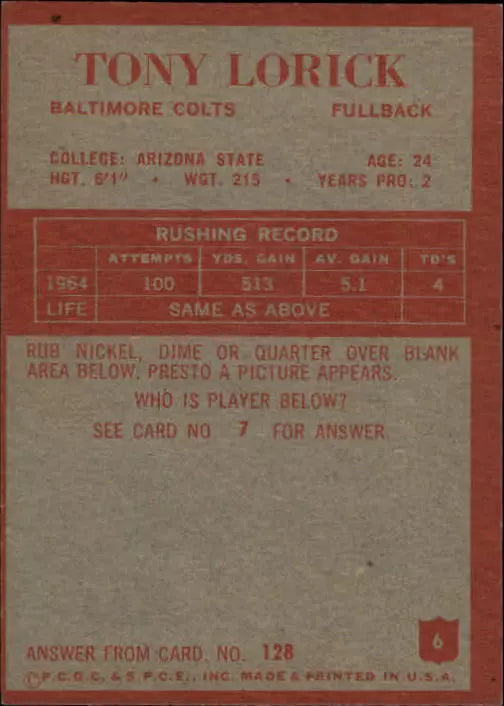 TONY LORICK
BALTIMORE COLTS FULLBACK
COLLEGE: ARIZONA STATE AGE: 24
HGT. 6'1" • WGT. 215 • YEARS PRO: 2
RUSHING RECORD
ATTEMPTS YDS. GAIN AV. GAIN TD'S
1964 100 513 5.1 4
LIFE SAME AS ABOVE
RUB NICKEL, DIME OR QUARTER OVER BLANK
AREA BELOW. PRESTO A PICTURE APPEARS.
WHO IS PLAYER BELOW?
SEE CARD NO 7 FOR ANSWER
6
ANSWER FROM CARD. NO. 128
©P.C.G.C. & S.P.C.E., INC. MADE & PRINTED IN U.S.A.